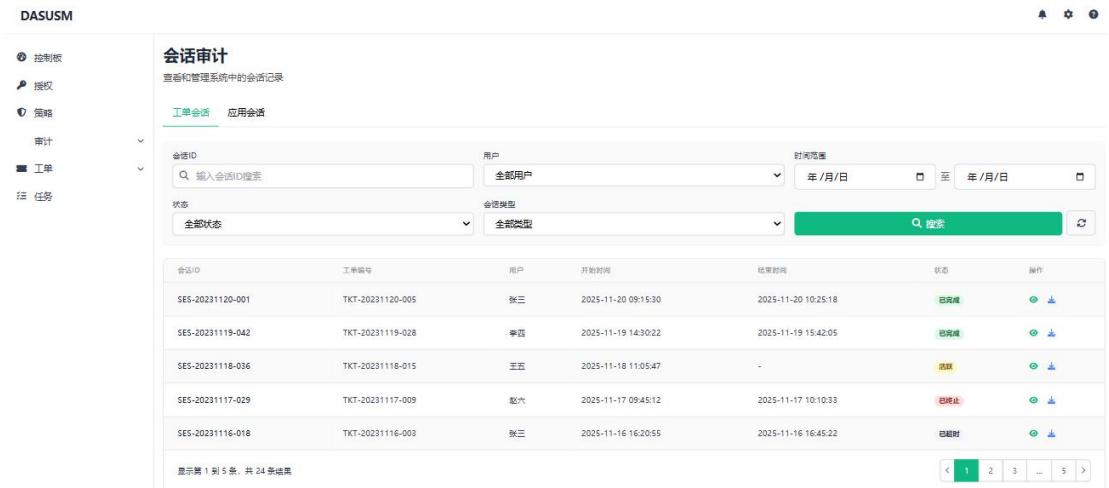 DASUSM
控制板
授权
策略
审计
工单
任务
会话审计
查看和管理系统中的会话记录
工单会话 应用会话
会话ID 用户 时间范围
输入会话ID搜索 全部用户 年 /月/日 至 年 /月/日
状态 会话类型
全部状态 全部类型 搜索
会话ID 工单编号 用户 开始时间 结束时间 状态 操作
SES-20231120-001 TKT-20231120-005 张三 2025-11-20 09:15:30 2025-11-20 10:25:18 已完成
SES-20231119-042 TKT-20231119-028 李四 2025-11-19 14:30:22 2025-11-19 15:42:05 已完成
SES-20231118-036 TKT-20231118-015 王五 2025-11-18 11:05:47 - 活跃
SES-20231117-029 TKT-20231117-009 赵六 2025-11-17 09:45:12 2025-11-17 10:10:33 已终止
SES-20231116-018 TKT-20231116-003 张三 2025-11-16 16:20:55 2025-11-16 16:45:22 已超时
显示第 1 到 5 条，共 24 条结果 < 1 2 3 ... 5 >